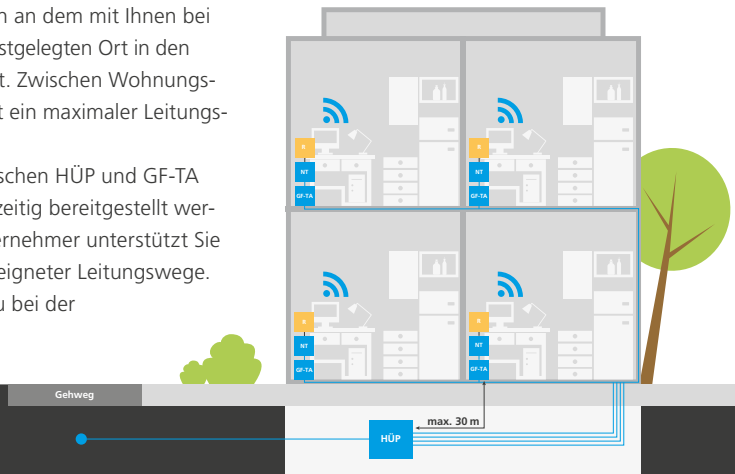 n an dem mit Ihnen bei
stgelegten Ort in den
t. Zwischen Wohnungs-
t ein maximaler Leitungs-
schen HÜP und GF-TA
zeitig bereitgestellt wer-
ernehmer unterstützt Sie
eigneter Leitungswege.
u bei der
R
NT
GF-TA
R
NT
GF-TA
R
NT
GF-TA
R
NT
GF-TA
Gehweg
max. 30 m
HÜP